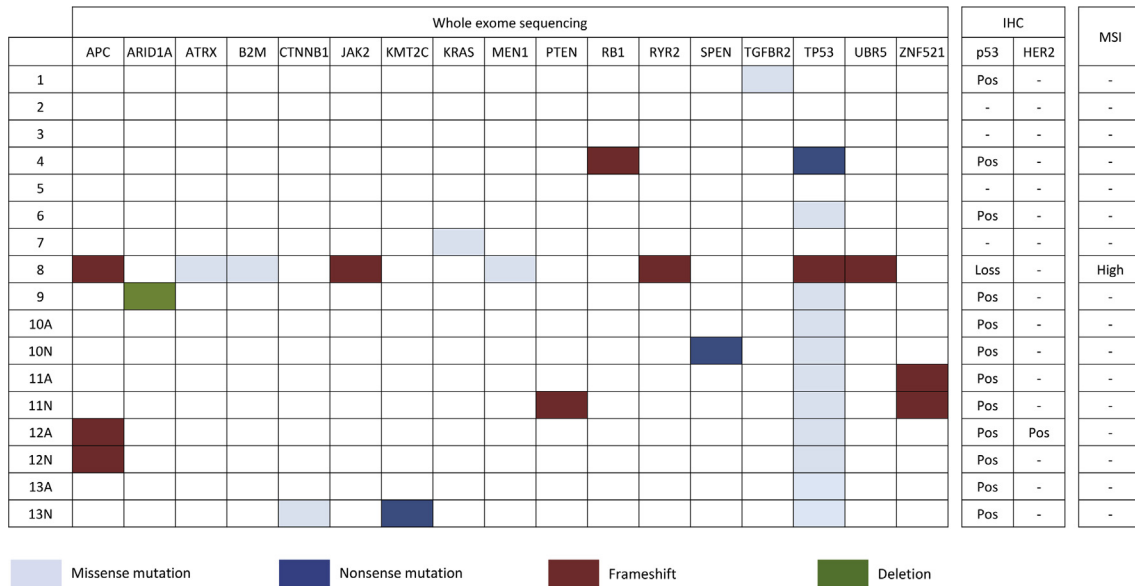 Whole exome sequencing IHC MSI
APC ARID1A ATRX B2M CTNNB1 JAK2 KMT2C KRAS MEN1 PTEN RB1 RYR2 SPEN TGFBR2 TP53 UBR5 ZNF521 p53 HER2
1 Pos - -
2 - - -
3 - - -
4 Pos - -
5 - - -
6 Pos - -
7 - - -
8 Loss - High
9 Pos - -
10A Pos - -
10N Pos - -
11A Pos - -
11N Pos - -
12A Pos Pos -
12N Pos - -
13A Pos - -
13N Pos - -
Missense mutation Nonsense mutation Frameshift Deletion